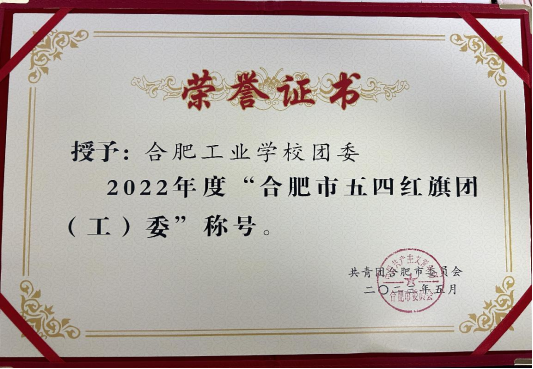 荣誉证书
授予：合肥工业学校团委
2022年度“合肥市五四红旗团
（工）委”称号。
共青团合肥市委员会
二〇二二年五月